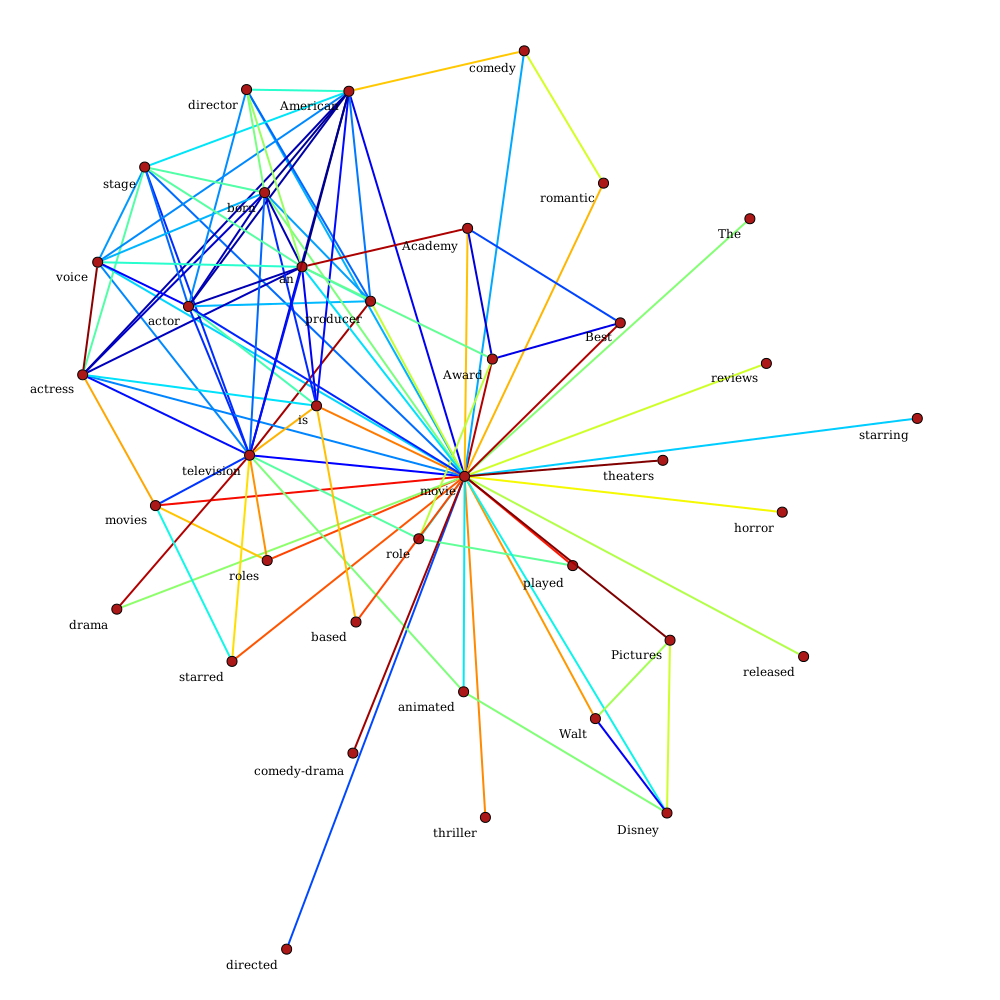 comedy
director
American
stage
romantic
born
The
Academy
voice
an
actor
producer
Best
Award
reviews
actress
is
starring
television
theaters
movie
movies
horror
role
roles
played
drama
based
Pictures
released
starred
animated
Walt
comedy-drama
thriller
Disney
directed